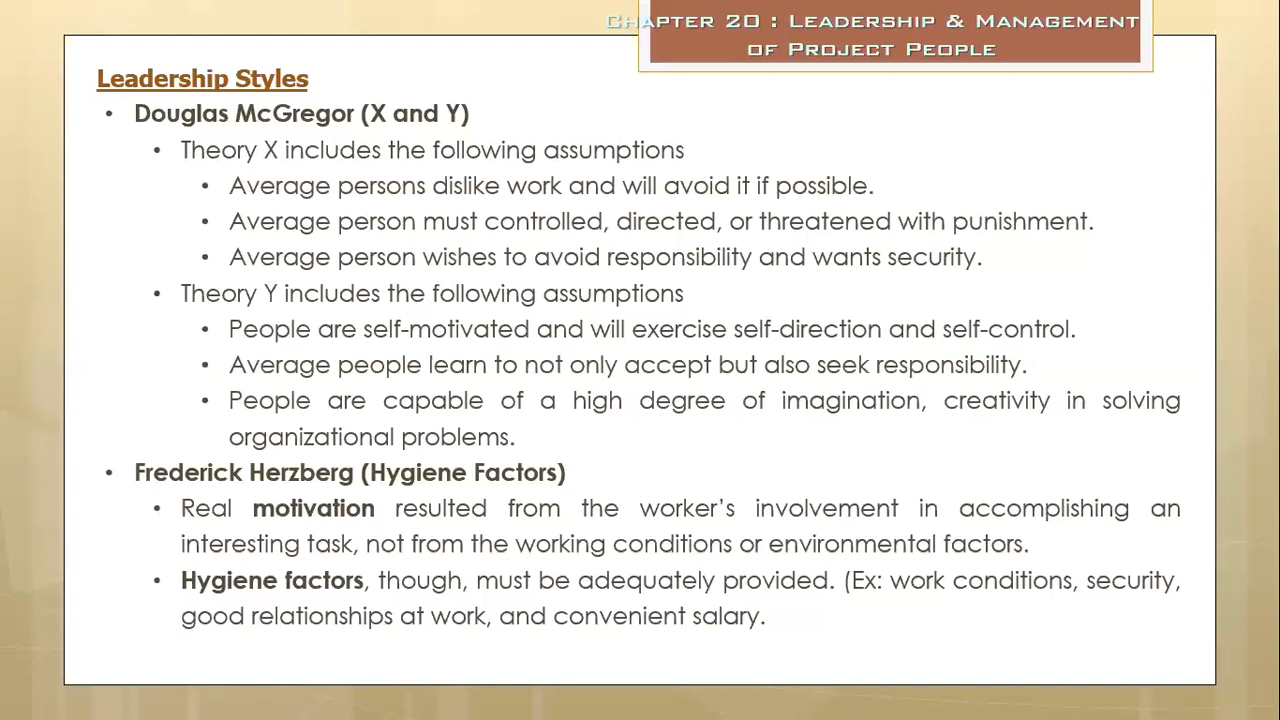 Chapter 20 : Leadership & Management
of Project People
Leadership Styles
• Douglas McGregor (X and Y)
• Theory X includes the following assumptions
• Average persons dislike work and will avoid it if possible.
• Average person must controlled, directed, or threatened with punishment.
• Average person wishes to avoid responsibility and wants security.
• Theory Y includes the following assumptions
• People are self-motivated and will exercise self-direction and self-control.
• Average people learn to not only accept but also seek responsibility.
• People are capable of a high degree of imagination, creativity in solving
organizational problems.
• Frederick Herzberg (Hygiene Factors)
• Real motivation resulted from the worker’s involvement in accomplishing an
interesting task, not from the working conditions or environmental factors.
• Hygiene factors, though, must be adequately provided. (Ex: work conditions, security,
good relationships at work, and convenient salary.